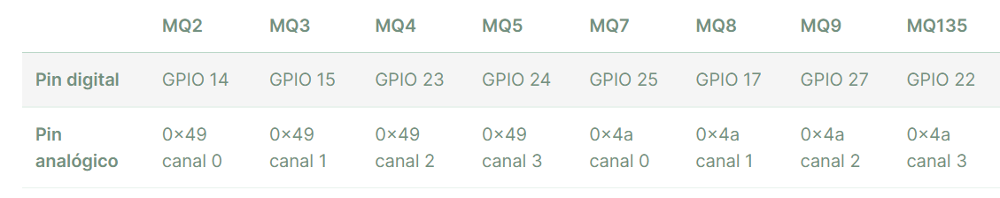 MQ2 MQ3 MQ4 MQ5 MQ7 MQ8 MQ9 MQ135
Pin digital GPIO 14 GPIO 15 GPIO 23 GPIO 24 GPIO 25 GPIO 17 GPIO 27 GPIO 22
Pin 0×49 0×49 0×49 0×49 0×4a 0×4a 0×4a 0×4a
analógico canal 0 canal 1 canal 2 canal 3 canal 0 canal 1 canal 2 canal 3